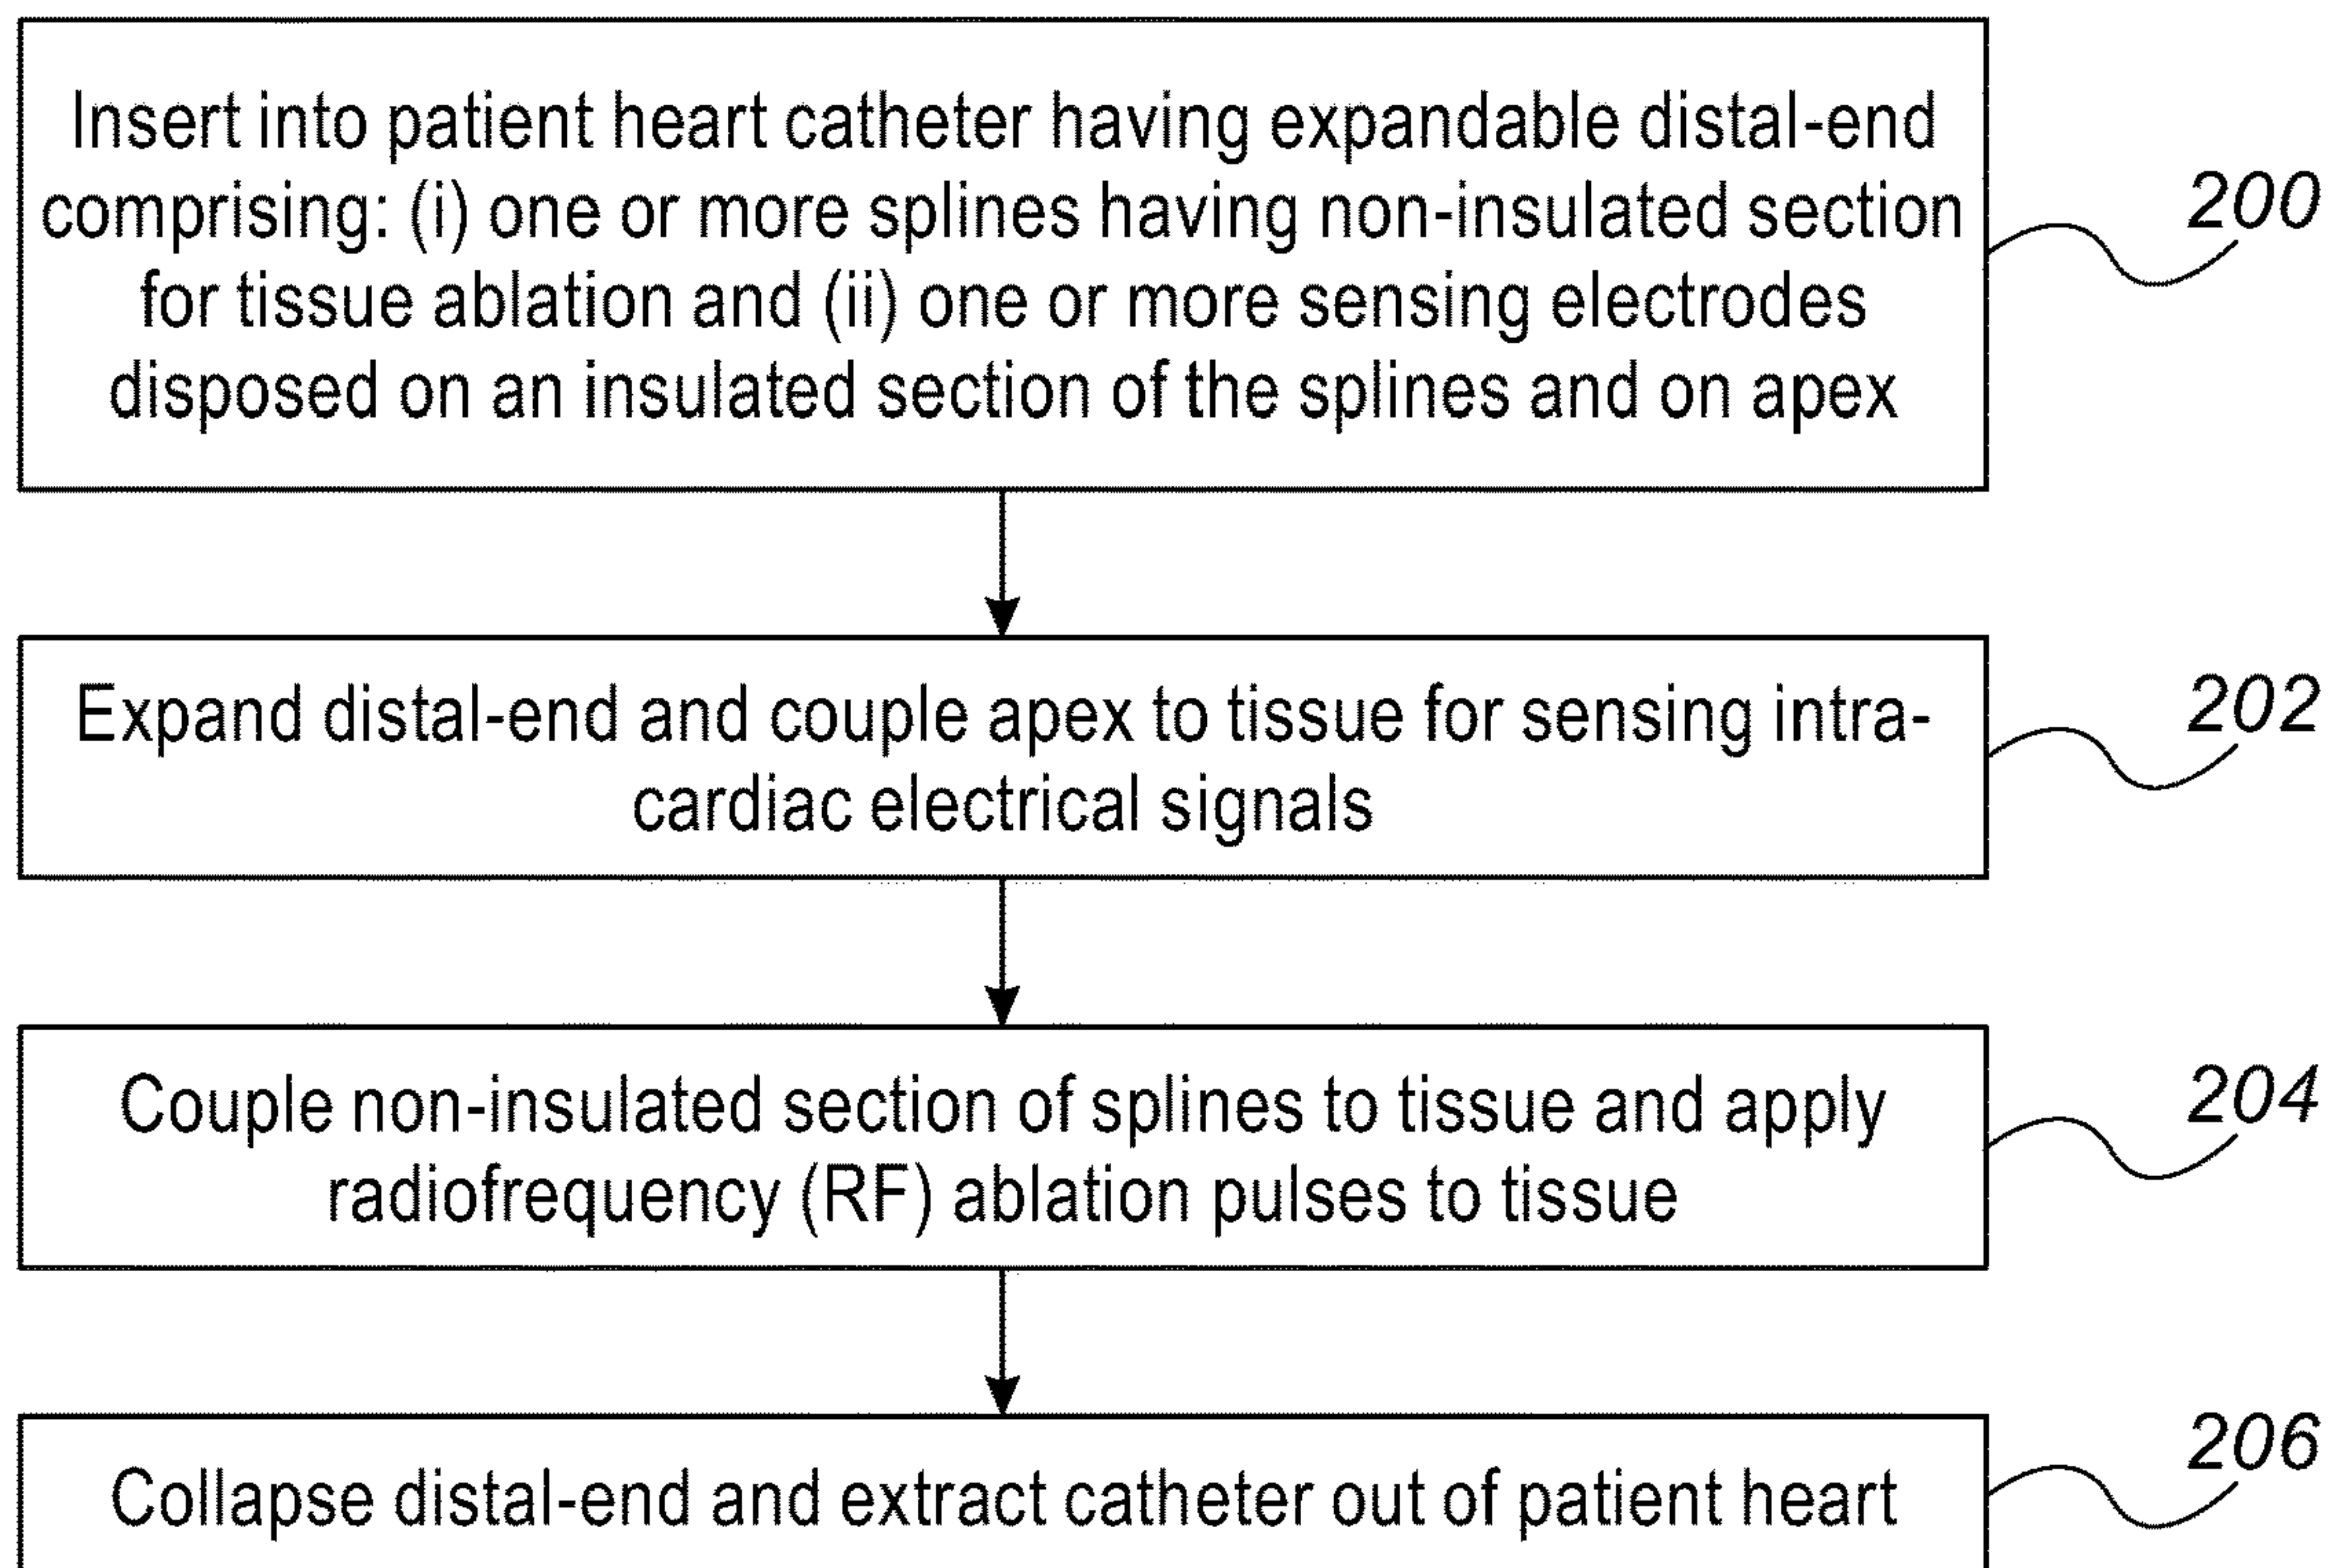 Insert into patient heart catheter having expandable distal-end
comprising: (i) one or more splines having non-insulated section
for tissue ablation and (ii) one or more sensing electrodes
disposed on an insulated section of the splines and on apex
200
Expand distal-end and couple apex to tissue for sensing intra-
cardiac electrical signals
202
Couple non-insulated section of splines to tissue and apply
radiofrequency (RF) ablation pulses to tissue
204
Collapse distal-end and extract catheter out of patient heart
206